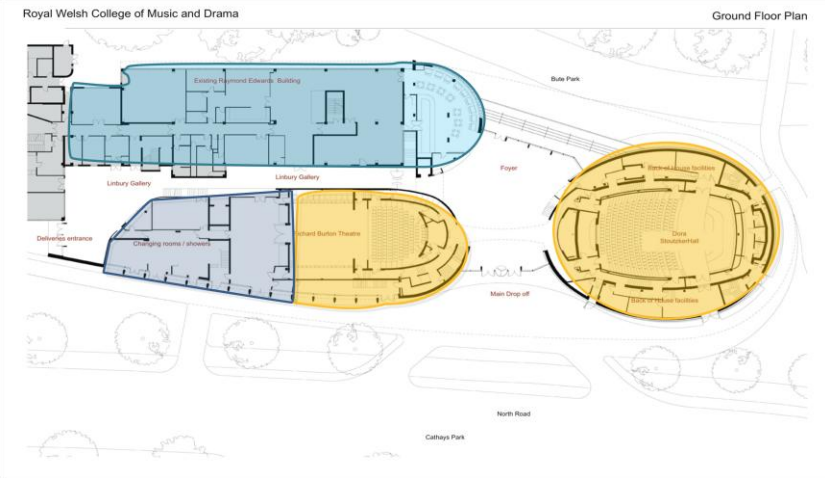 Royal Welsh College of Music and Drama
Ground Floor Plan
Bute Park
Existing Raymond Edwards Building
Linbury Gallery
Linbury Gallery
Foyer
Back of House facilities
Deliveries entrance
Changing rooms / showers
Richard Burton Theatre
Dora
StoutzkerHall
Main Drop off
Back of House facilities
North Road
Cathays Park